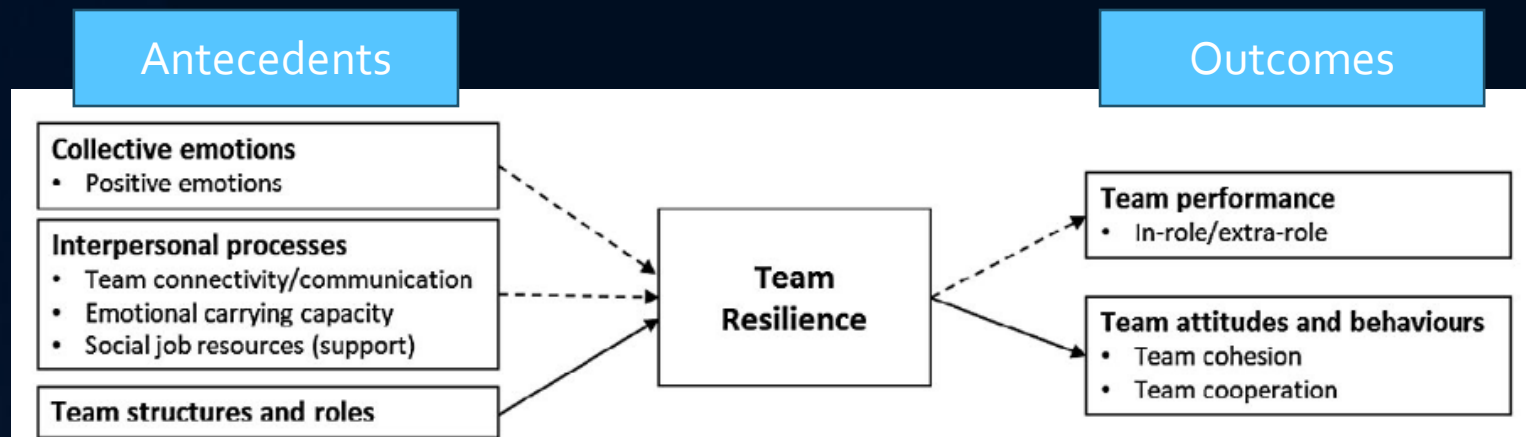 Antecedents
Outcomes
Collective emotions
• Positive emotions
Interpersonal processes
• Team connectivity/communication
• Emotional carrying capacity
• Social job resources (support)
Team structures and roles
Team
Resilience
Team performance
• In-role/extra-role
Team attitudes and behaviours
• Team cohesion
• Team cooperation